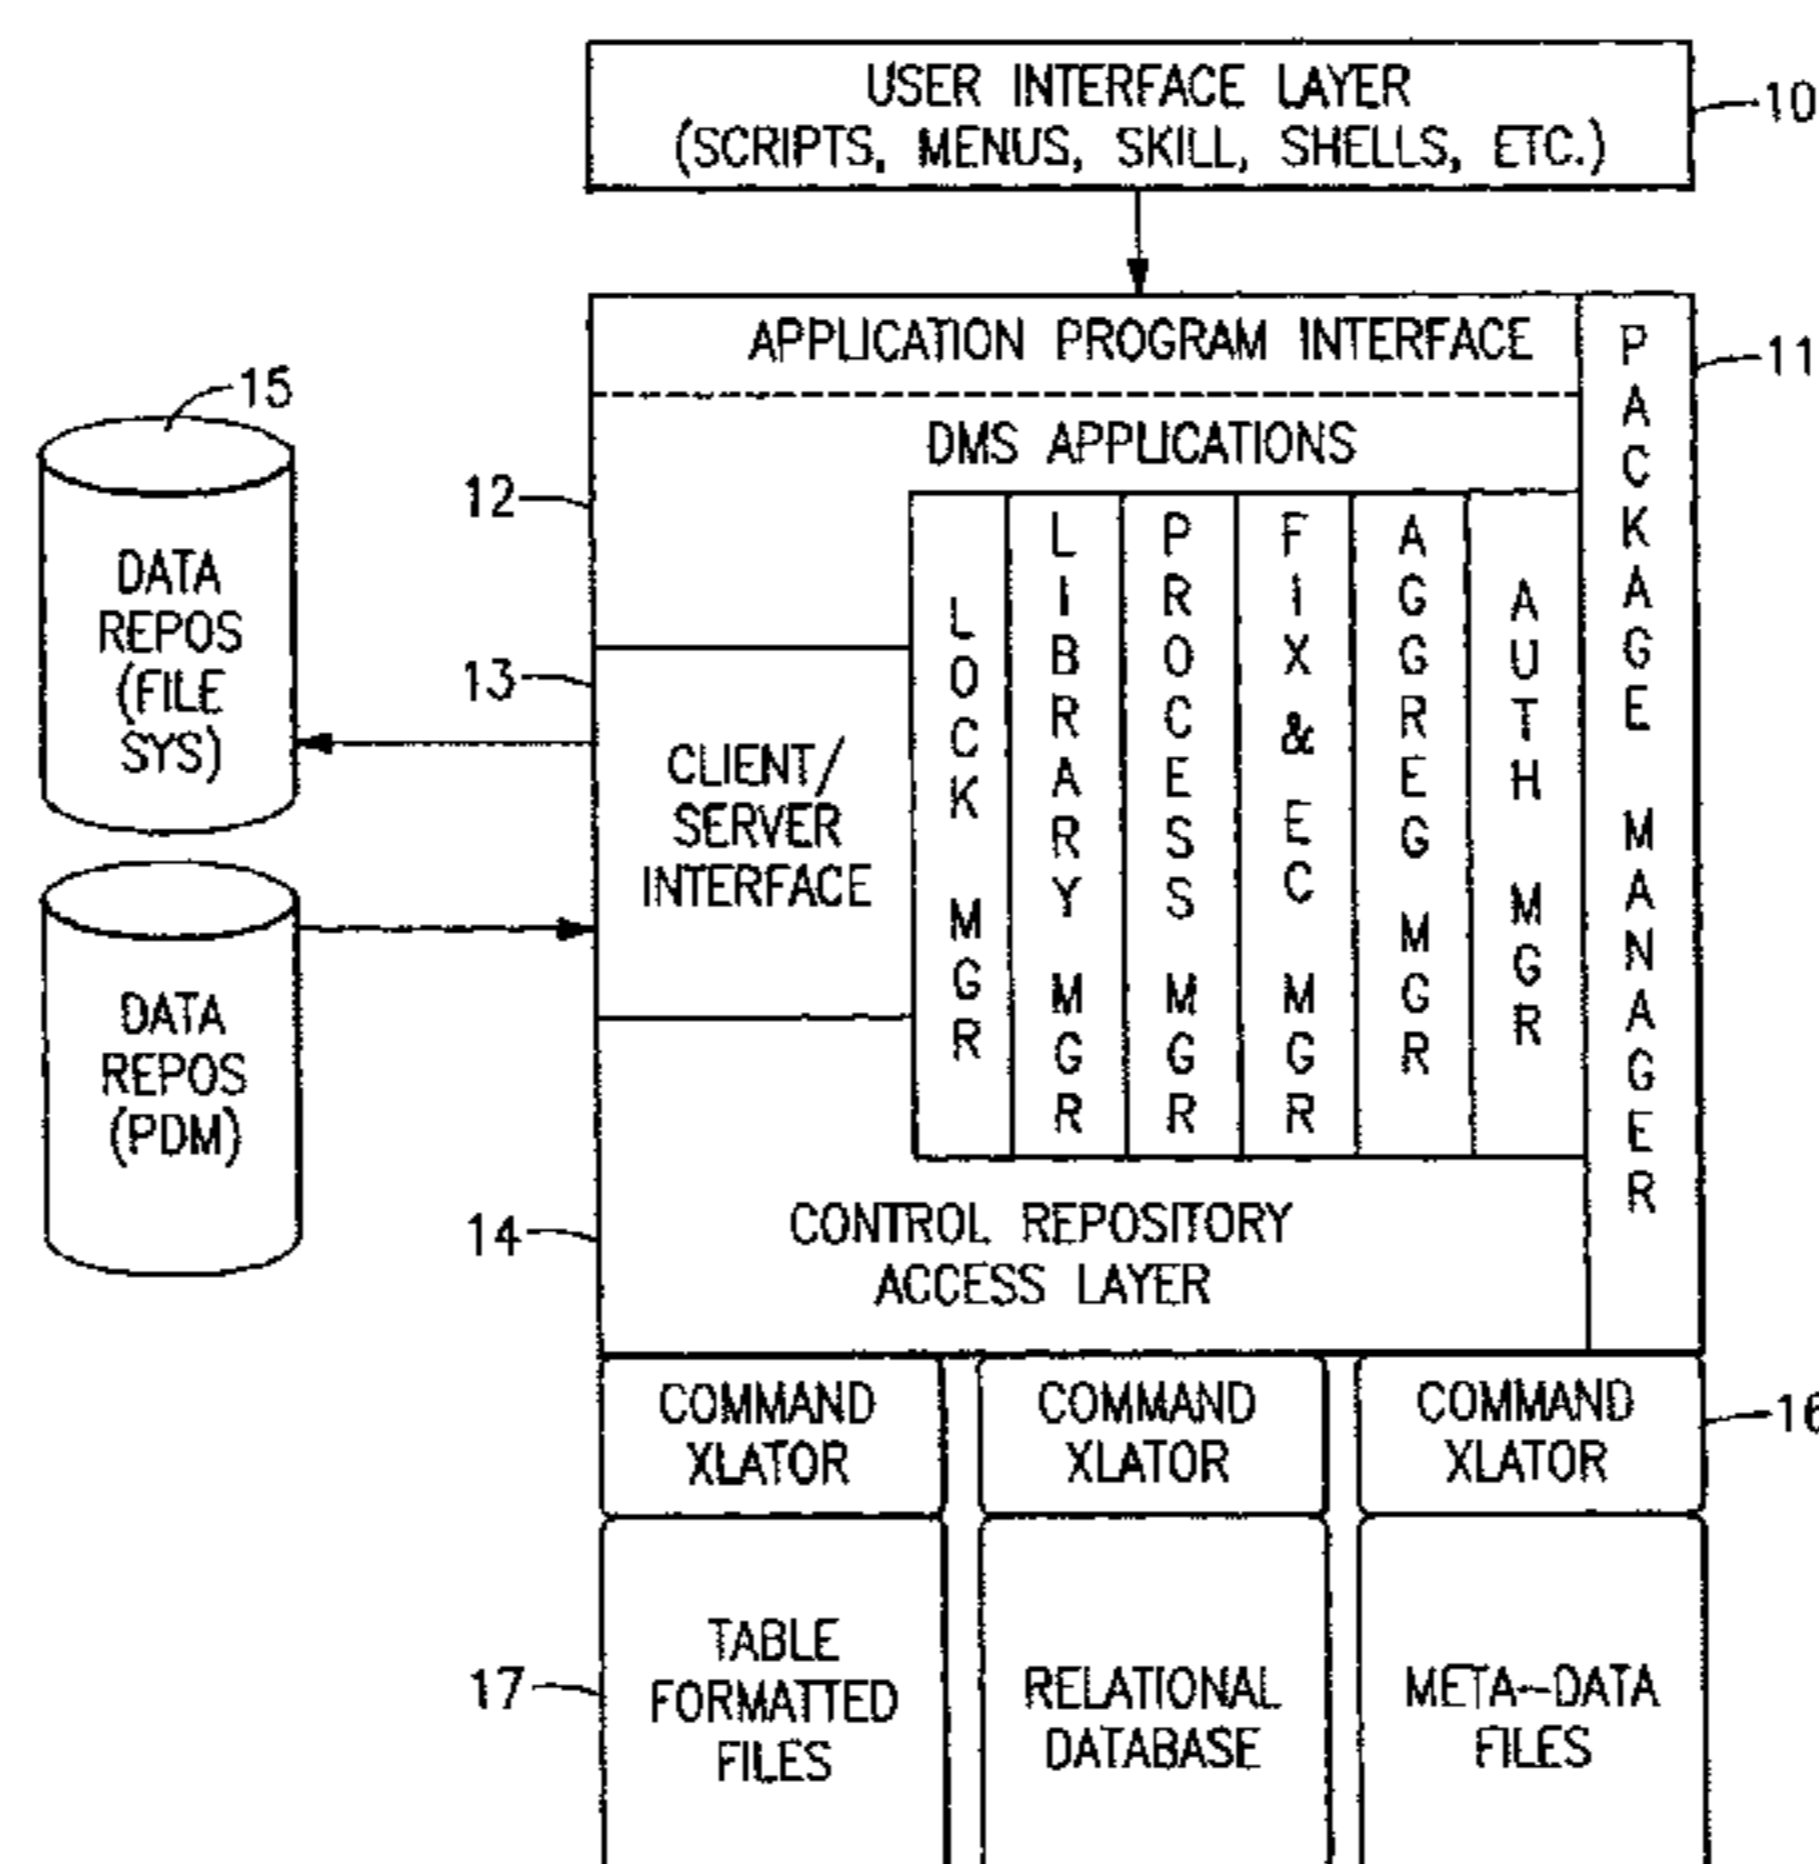 USER INTERFACE LAYER
(SCRIPTS, MENUS, SKILL, SHELLS, ETC.)
10
APPLICATION PROGRAM INTERFACE
PACKAGE MANAGER
11
DMS APPLICATIONS
12
LOCK MGR
LIBRARY MGR
PROCESS MGR
FIX & EC MGR
AGGREG MGR
AUTH MGR
15
DATA
REPOS
(FILE
SYS)
13
CLIENT/
SERVER
INTERFACE
DATA
REPOS
(PDM)
14
CONTROL REPOSITORY
ACCESS LAYER
COMMAND
XLATOR
COMMAND
XLATOR
COMMAND
XLATOR
16
17
TABLE
FORMATTED
FILES
RELATIONAL
DATABASE
META-DATA
FILES